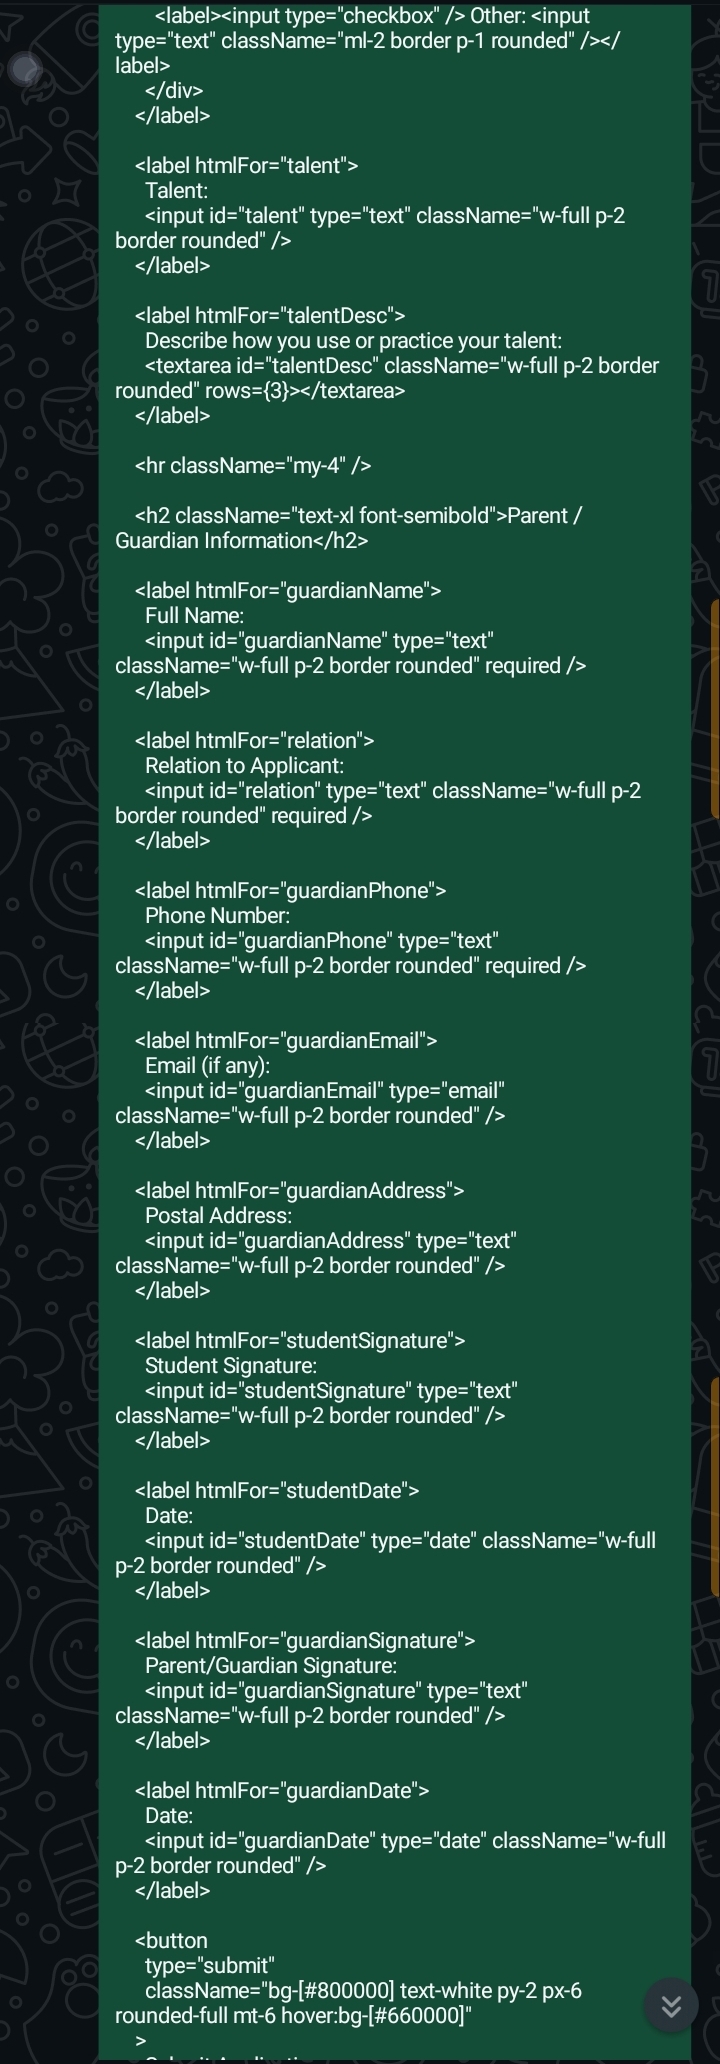 <label><input type="checkbox" /> Other: <input
type="text" className="ml-2 border p-1 rounded" /></
label>
</div>
</label>
<label htmlFor="talent">
Talent:
<input id="talent" type="text" className="w-full p-2
border rounded" />
</label>
<label htmlFor="talentDesc">
Describe how you use or practice your talent:
<textarea id="talentDesc" className="w-full p-2 border
rounded" rows={3}></textarea>
</label>
<hr className="my-4" />
<h2 className="text-xl font-semibold">Parent /
Guardian Information</h2>
<label htmlFor="guardianName">
Full Name:
<input id="guardianName" type="text"
className="w-full p-2 border rounded" required />
</label>
<label htmlFor="relation">
Relation to Applicant:
<input id="relation" type="text" className="w-full p-2
border rounded" required />
</label>
<label htmlFor="guardianPhone">
Phone Number:
<input id="guardianPhone" type="text"
className="w-full p-2 border rounded" required />
</label>
<label htmlFor="guardianEmail">
Email (if any):
<input id="guardianEmail" type="email"
className="w-full p-2 border rounded" />
</label>
<label htmlFor="guardianAddress">
Postal Address:
<input id="guardianAddress" type="text"
className="w-full p-2 border rounded" />
</label>
<label htmlFor="studentSignature">
Student Signature:
<input id="studentSignature" type="text"
className="w-full p-2 border rounded" />
</label>
<label htmlFor="studentDate">
Date:
<input id="studentDate" type="date" className="w-full
p-2 border rounded" />
</label>
<label htmlFor="guardianSignature">
Parent/Guardian Signature:
<input id="guardianSignature" type="text"
className="w-full p-2 border rounded" />
</label>
<label htmlFor="guardianDate">
Date:
<input id="guardianDate" type="date" className="w-full
p-2 border rounded" />
</label>
<button
type="submit"
className="bg-[#800000] text-white py-2 px-6
rounded-full mt-6 hover:bg-[#660000]"
>